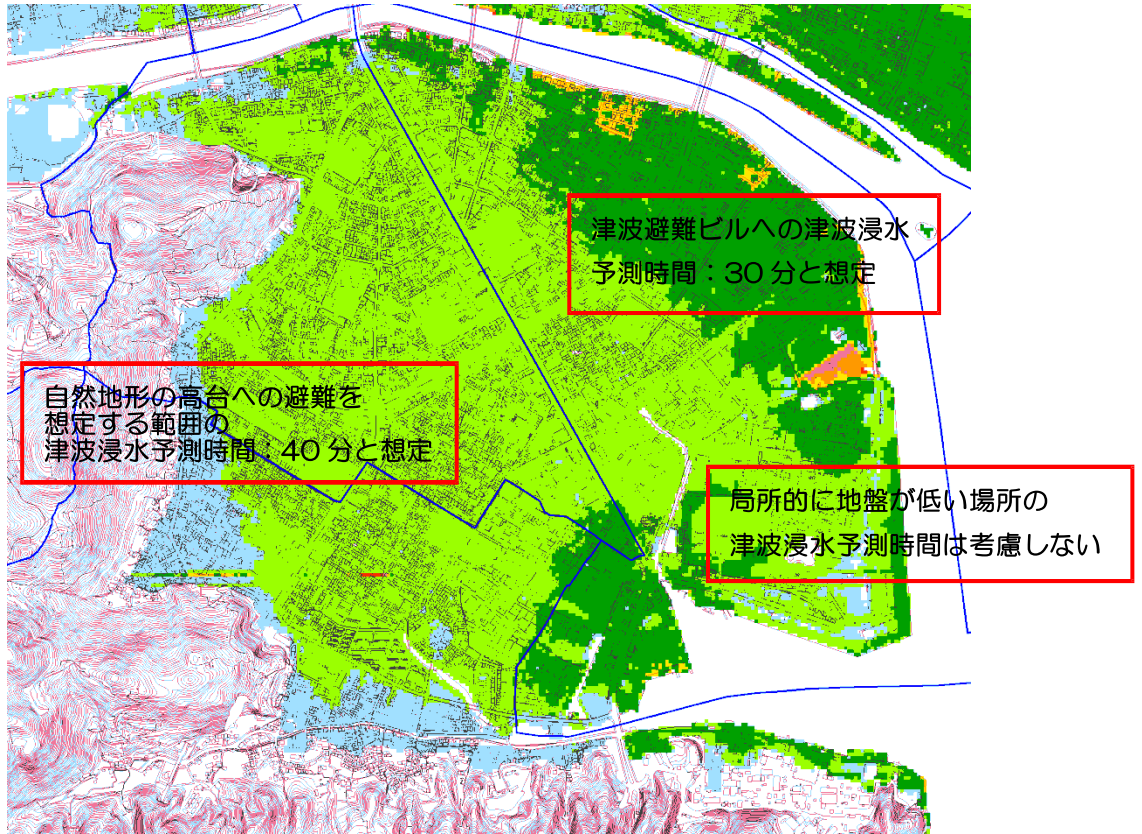 津波避難ビルへの津波浸水
予測時間：30 分と想定
自然地形の高台への避難を
想定する範囲の
津波浸水予測時間：40 分と想定
局所的に地盤が低い場所の
津波浸水予測時間は考慮しない